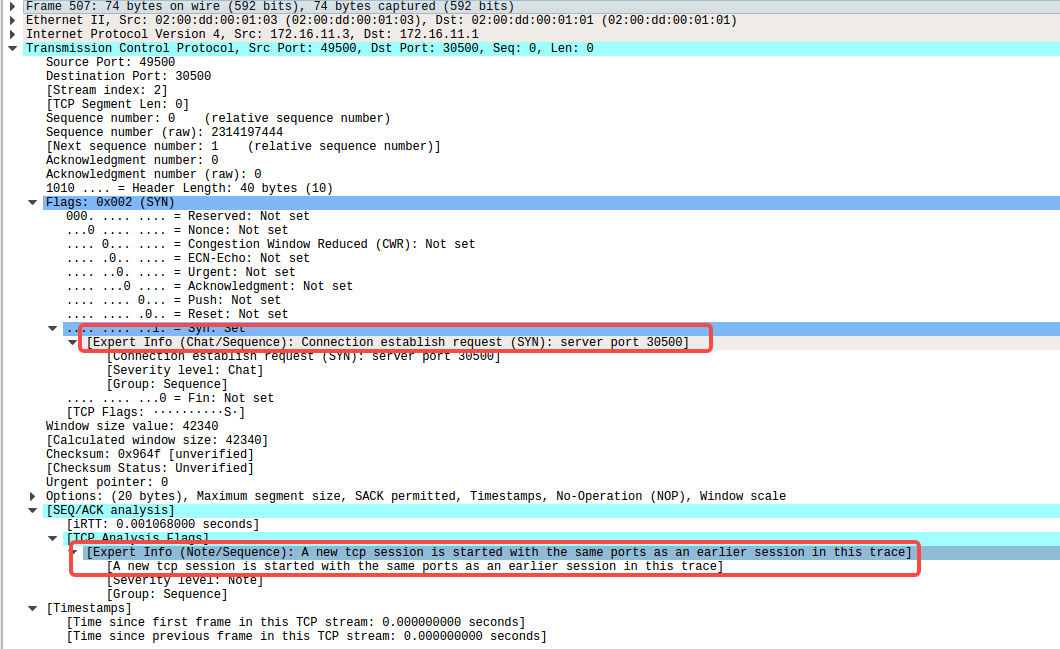 Frame 507: 74 bytes on wire (592 bits), 74 bytes captured (592 bits)
Ethernet II, Src: 02:00:dd:00:01:03 (02:00:dd:00:01:03), Dst: 02:00:dd:00:01:01 (02:00:dd:00:01:01)
Internet Protocol Version 4, Src: 172.16.11.3, Dst: 172.16.11.1
Transmission Control Protocol, Src Port: 49500, Dst Port: 30500, Seq: 0, Len: 0
Source Port: 49500
Destination Port: 30500
[Stream index: 2]
[TCP Segment Len: 0]
Sequence number: 0    (relative sequence number)
Sequence number (raw): 2314197444
[Next sequence number: 1    (relative sequence number)]
Acknowledgment number: 0
Acknowledgment number (raw): 0
1010 .... = Header Length: 40 bytes (10)
Flags: 0x002 (SYN)
000. .... .... = Reserved: Not set
...0 .... .... = Nonce: Not set
.... 0... .... = Congestion Window Reduced (CWR): Not set
.... .0.. .... = ECN-Echo: Not set
.... ..0. .... = Urgent: Not set
.... ...0 .... = Acknowledgment: Not set
.... .... 0... = Push: Not set
.... .... .0.. = Reset: Not set
.... .... ..1. = Syn: Set
[Expert Info (Chat/Sequence): Connection establish request (SYN): server port 30500]
[Connection establish request (SYN): server port 30500]
[Severity level: Chat]
[Group: Sequence]
.... .... ...0 = Fin: Not set
[TCP Flags: ··········S·]
Window size value: 42340
[Calculated window size: 42340]
Checksum: 0x964f [unverified]
[Checksum Status: Unverified]
Urgent pointer: 0
Options: (20 bytes), Maximum segment size, SACK permitted, Timestamps, No-Operation (NOP), Window scale
[SEQ/ACK analysis]
[iRTT: 0.001068000 seconds]
[TCP Analysis Flags]
[Expert Info (Note/Sequence): A new tcp session is started with the same ports as an earlier session in this trace]
[A new tcp session is started with the same ports as an earlier session in this trace]
[Severity level: Note]
[Group: Sequence]
[Timestamps]
[Time since first frame in this TCP stream: 0.000000000 seconds]
[Time since previous frame in this TCP stream: 0.000000000 seconds]